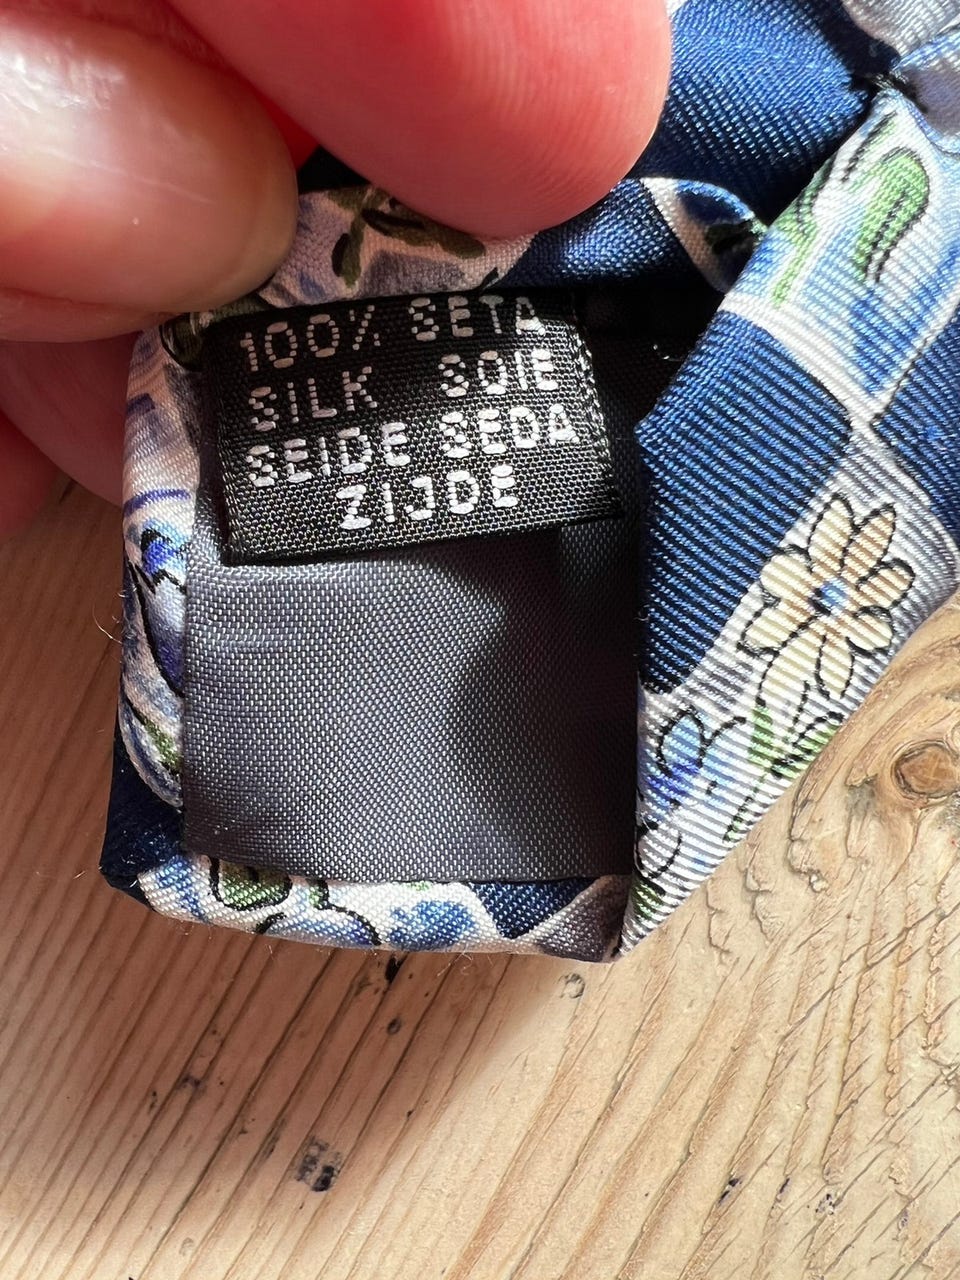 100% SETA
SILK SOIE
SEIDE SEDA
ZIJDE